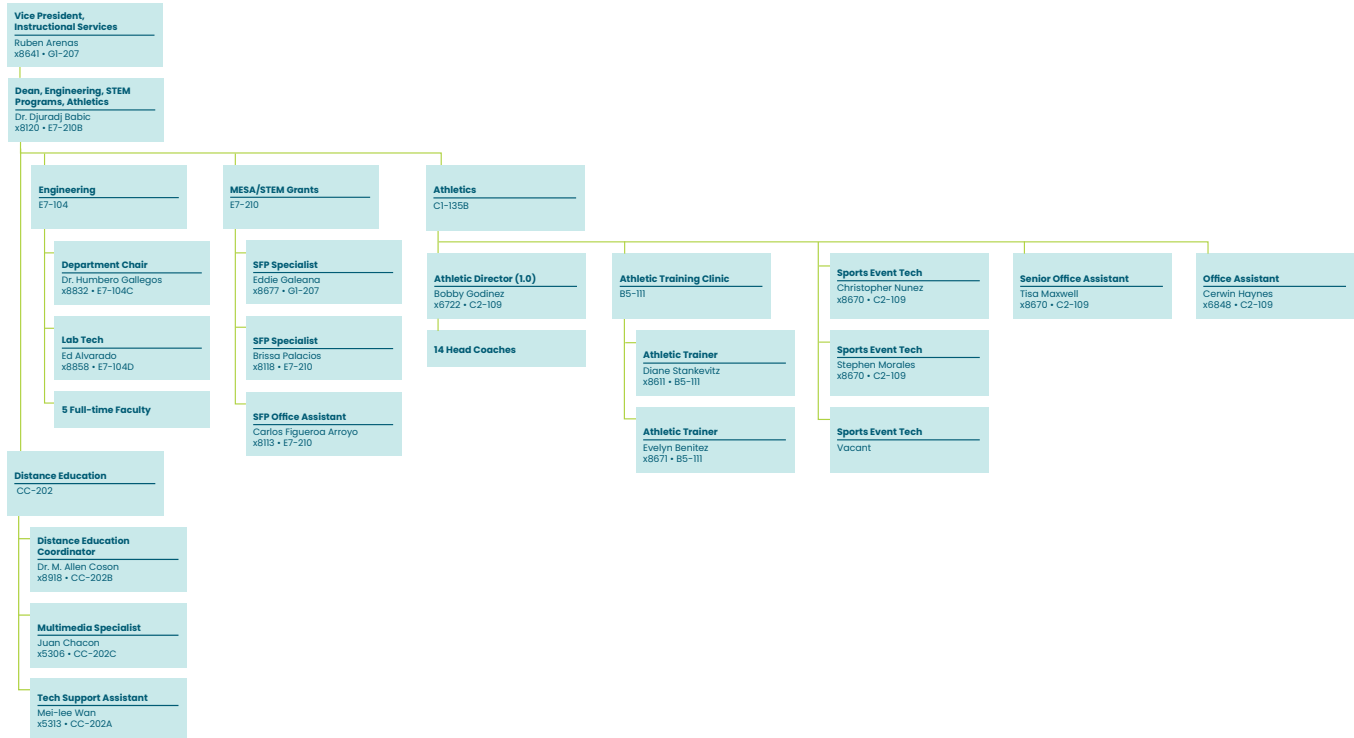 Vice President,
Instructional Services
Ruben Arenas
x8641 • G1-207
Dean, Engineering, STEM
Programs, Athletics
Dr. Djuradj Babic
x8120 • E7-210B
Engineering
E7-104
Department Chair
Dr. Humbero Gallegos
x8832 • E7-104C
Lab Tech
Ed Alvarado
x8858 • E7-104D
5 Full-time Faculty
MESA/STEM Grants
E7-210
SFP Specialist
Eddie Galeana
x8677 • G1-207
SFP Specialist
Brissa Palacios
x8118 • E7-210
SFP Office Assistant
Carlos Figueroa Arroyo
x8113 • E7-210
Athletics
C1-135B
Athletic Director (1.0)
Bobby Godinez
x6722 • C2-109
14 Head Coaches
Athletic Training Clinic
B5-111
Athletic Trainer
Diane Stankevitz
x8611 • B5-111
Athletic Trainer
Evelyn Benitez
x8671 • B5-111
Sports Event Tech
Christopher Nunez
x8670 • C2-109
Sports Event Tech
Stephen Morales
x8670 • C2-109
Sports Event Tech
Vacant
Senior Office Assistant
Tisa Maxwell
x8670 • C2-109
Office Assistant
Cerwin Haynes
x6848 • C2-109
Distance Education
CC-202
Distance Education
Coordinator
Dr. M. Allen Coson
x8918 • CC-202B
Multimedia Specialist
Juan Chacon
x5306 • CC-202C
Tech Support Assistant
Mei-lee Wan
x5313 • CC-202A